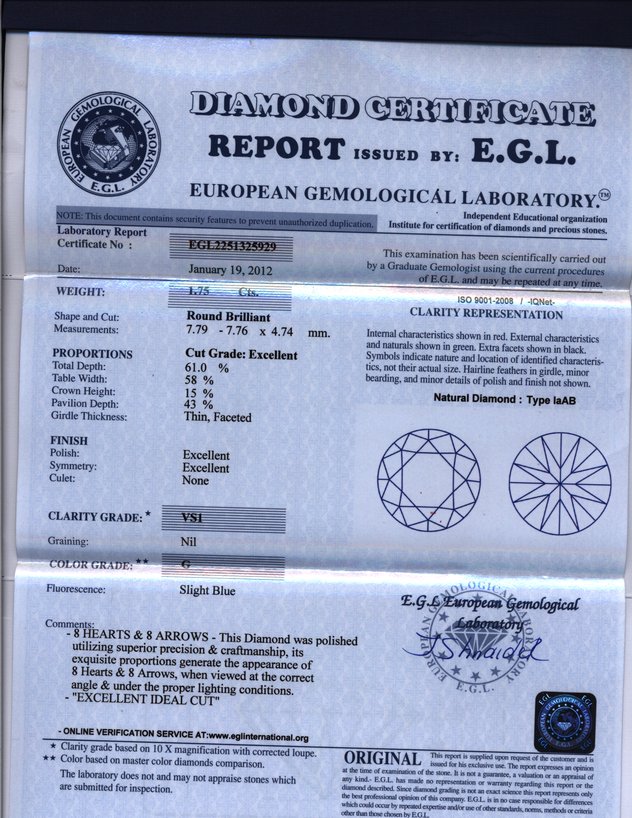 DIAMOND CERTIFICATE
REPORT ISSUED BY: E.G.L.
EUROPEAN GEMOLOGICAL LABORATORY.™
EUROPEAN GEMOLOGICAL LABORATORY
E.G.L.
NOTE: This document contains security features to prevent unauthorized duplication.
Independent Educational organization
Institute for certification of diamonds and precious stones.
Laboratory Report
Certificate No : EGL2251325929
Date: January 19, 2012
This examination has been scientifically carried out
by a Graduate Gemologist using the current procedures
of E.G.L. and may be repeated at any time.
WEIGHT: 1.75 Cts.
Shape and Cut: Round Brilliant
Measurements: 7.79 - 7.76 x 4.74 mm.
PROPORTIONS Cut Grade: Excellent
Total Depth: 61.0 %
Table Width: 58 %
Crown Height: 15 %
Pavilion Depth: 43 %
Girdle Thickness: Thin, Faceted
FINISH
Polish: Excellent
Symmetry: Excellent
Culet: None
CLARITY GRADE: * VS1
Graining: Nil
COLOR GRADE: ** G
Fluorescence: Slight Blue
Comments:
- 8 HEARTS & 8 ARROWS - This Diamond was polished
utilizing superior precision & craftmanship, its
exquisite proportions generate the appearance of
8 Hearts & 8 Arrows, when viewed at the correct
angle & under the proper lighting conditions.
- "EXCELLENT IDEAL CUT"
- ONLINE VERIFICATION SERVICE AT:www.eglinternational.org
* Clarity grade based on 10 X magnification with corrected loupe.
** Color based on master color diamonds comparison.
The laboratory does not and may not appraise stones which
are submitted for inspection.
ISO 9001-2008 / -IQNet-
CLARITY REPRESENTATION
Internal characteristics shown in red. External characteristics
and naturals shown in green. Extra facets shown in black.
Symbols indicate nature and location of identified characteris-
tics, not their actual size. Hairline feathers in girdle, minor
bearding, and minor details of polish and finish not shown.
Natural Diamond : Type IaAB
E.G.L European Gemological
Laboratory
EUROPEAN GEMOLOGICAL LABORATORY
E.G.L.
EGL EGL
ORIGINAL This report is supplied upon request of the customer and is
issued for his exclusive use. The report expresses an opinion
at the time of examination of the stone. It is not a guarantee, a valuation or an appraisal of
any kind.- E.G.L. has made no representation or warranty regarding this report or the
diamond described. Since diamond grading is not an exact science this report represents only
the best professional opinion of this company. E.G.L. is in no case responsible for differences
which could occur by repeated expertise and/or use of other standards, norms, methods or criteria
other than those chosen by E.G.L.